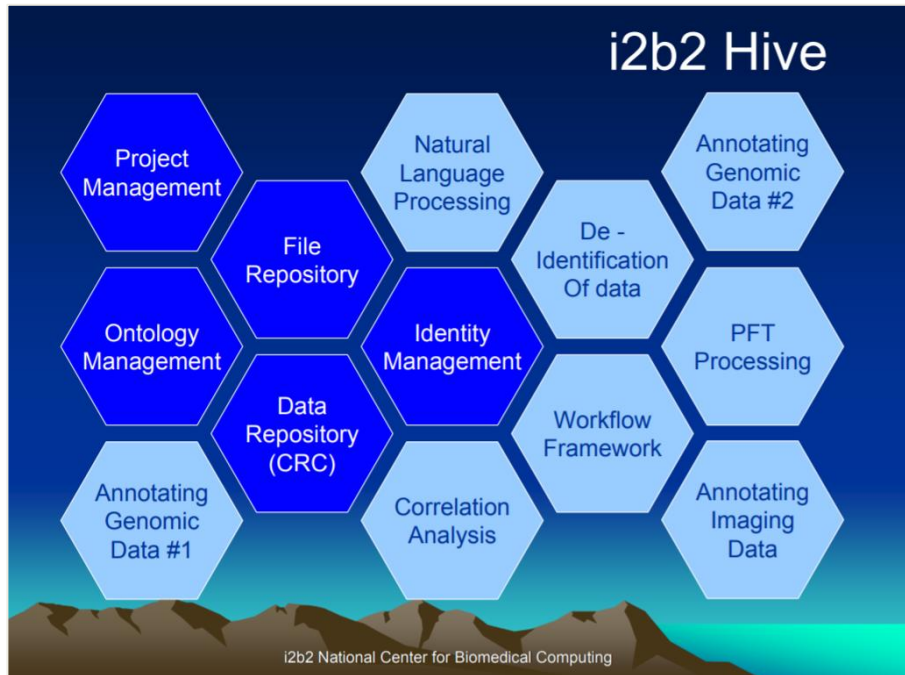 i2b2 Hive
Project
Management
Natural
Language
Processing
Annotating
Genomic
Data #2
File
Repository
De -
Identification
Of data
Ontology
Management
Identity
Management
PFT
Processing
Data
Repository
(CRC)
Workflow
Framework
Annotating
Genomic
Data #1
Correlation
Analysis
Annotating
Imaging
Data
i2b2 National Center for Biomedical Computing